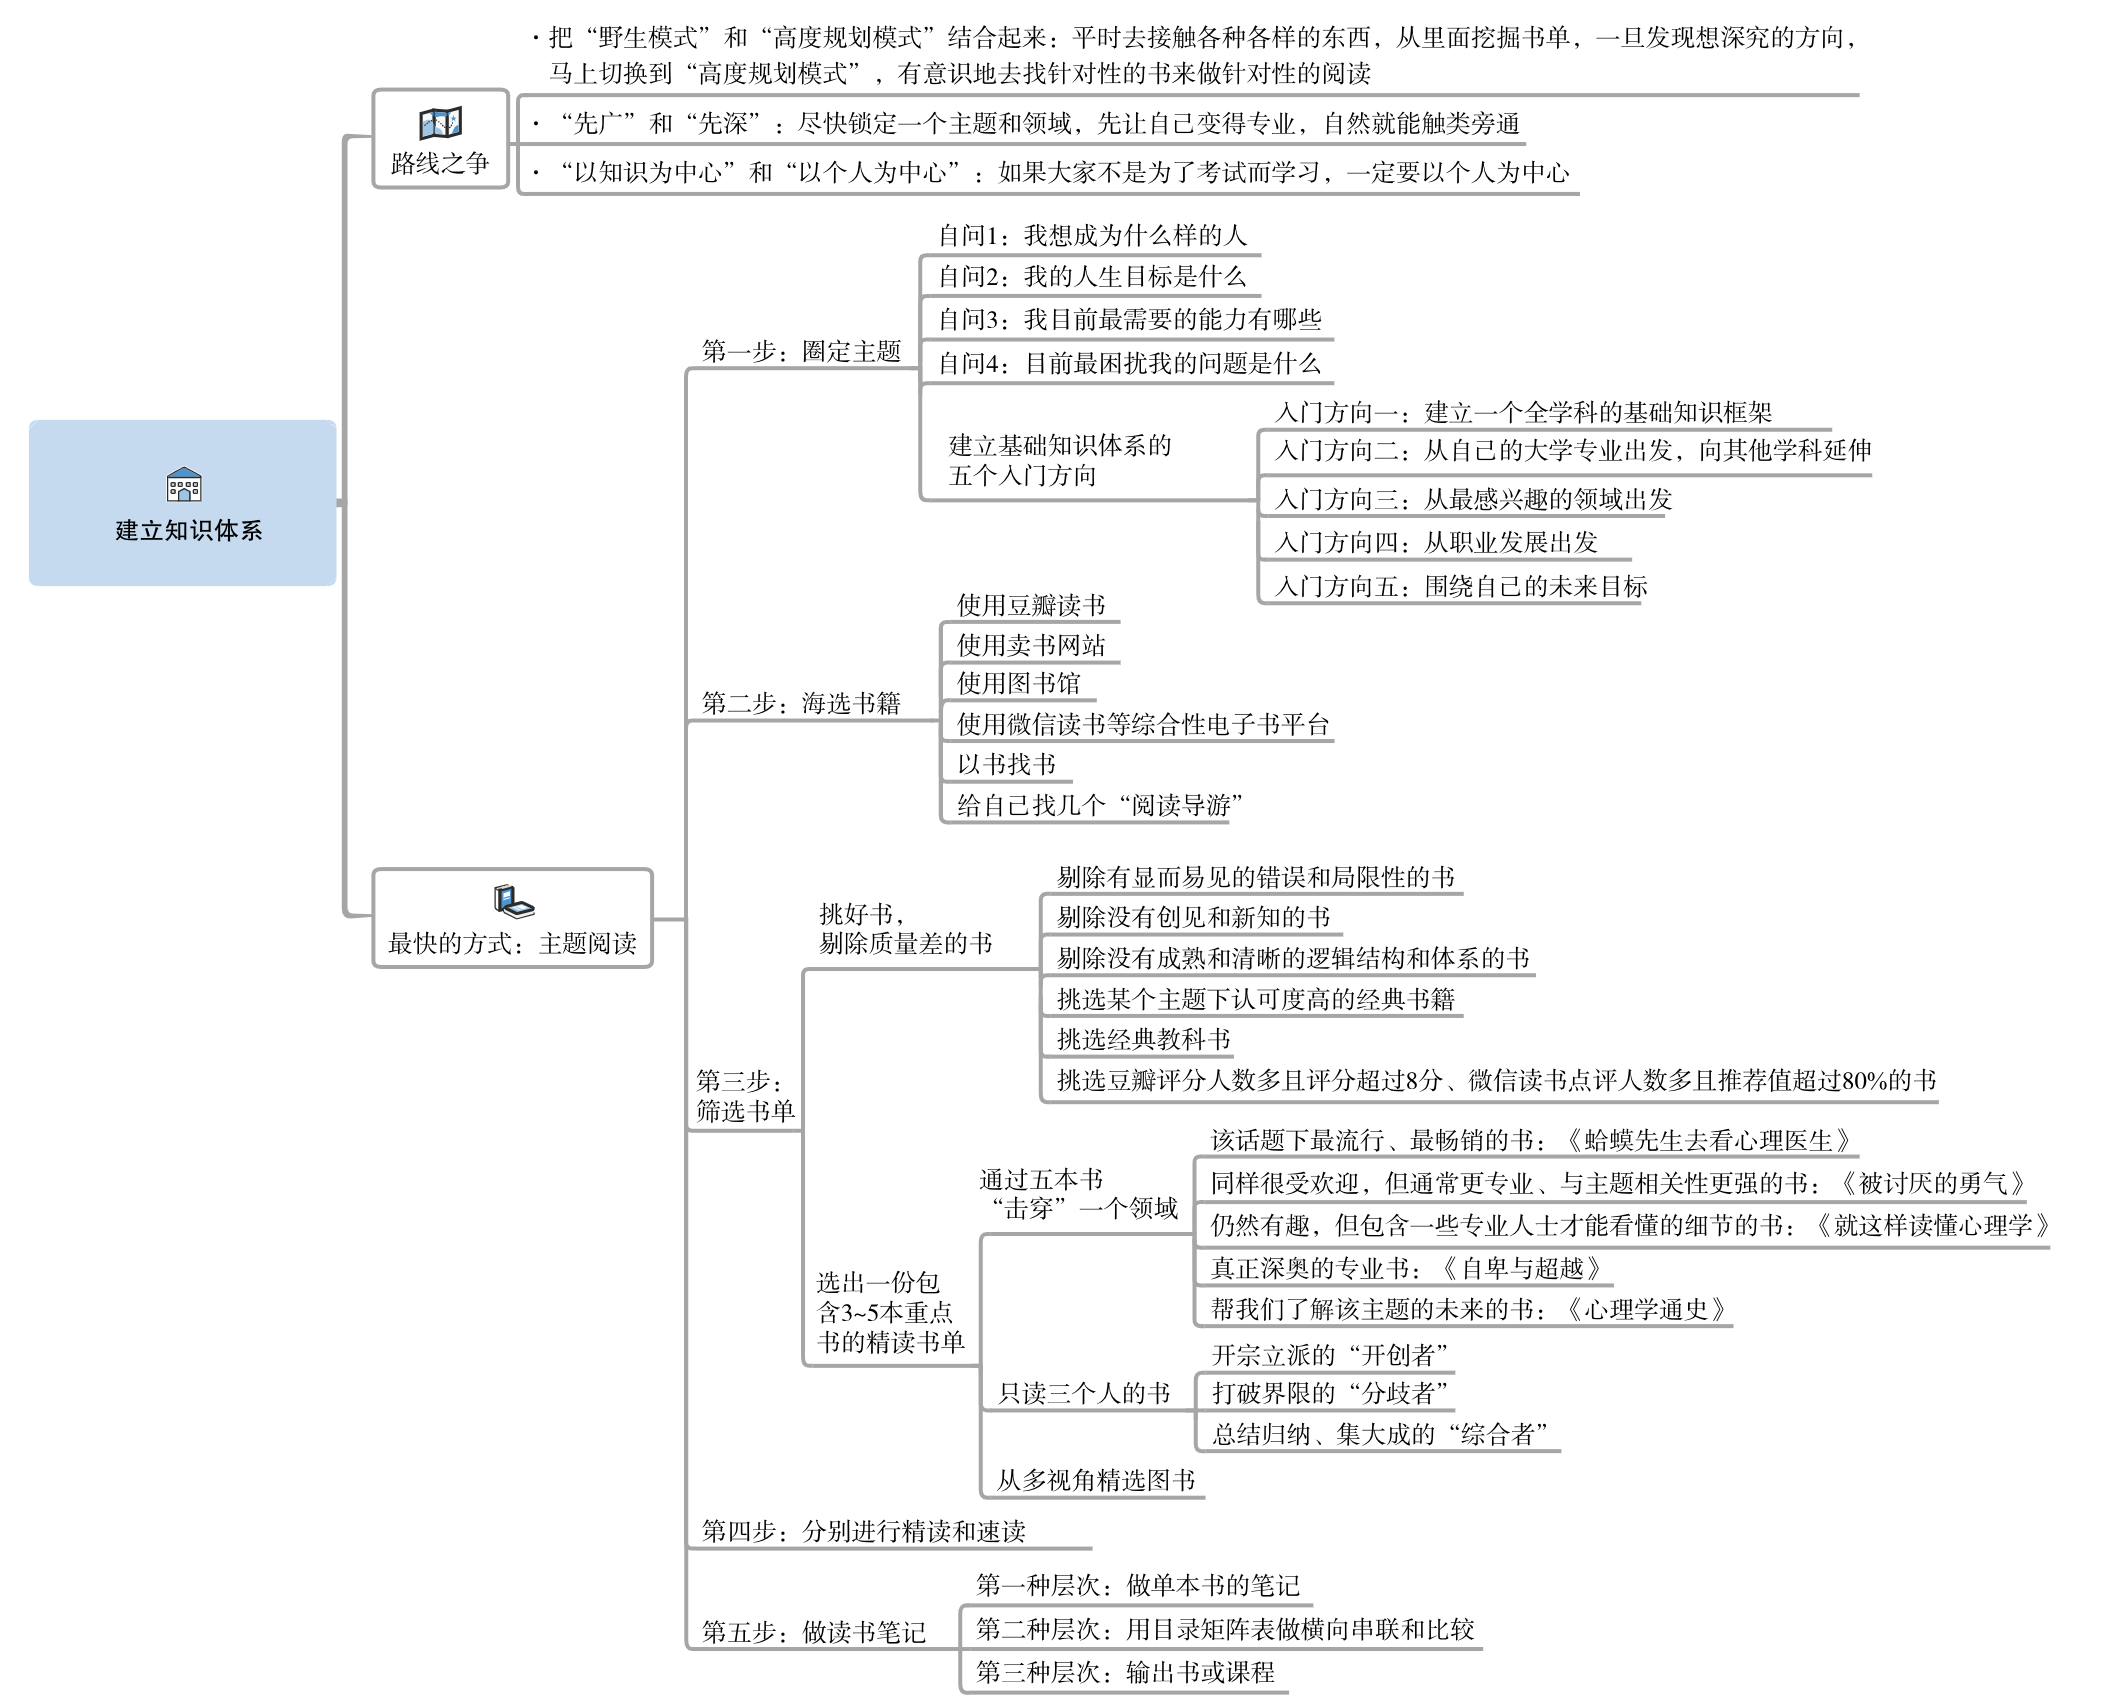 · 把“野生模式”和“高度规划模式”结合起来：平时去接触各种各样的东西，从里面挖掘书单，一旦发现想深究的方向，
马上切换到“高度规划模式”，有意识地去找针对性的书来做针对性的阅读
· “先广”和“先深”：尽快锁定一个主题和领域，先让自己变得专业，自然就能触类旁通
路线之争
· “以知识为中心”和“以个人为中心”：如果大家不是为了考试而学习，一定要以个人为中心
建立知识体系
最快的方式：主题阅读
第一步：圈定主题
自问1：我想成为什么样的人
自问2：我的人生目标是什么
自问3：我目前最需要的能力有哪些
自问4：目前最困扰我的问题是什么
建立基础知识体系的
五个入门方向
入门方向一：建立一个全学科的基础知识框架
入门方向二：从自己的大学专业出发，向其他学科延伸
入门方向三：从最感兴趣的领域出发
入门方向四：从职业发展出发
入门方向五：围绕自己的未来目标
第二步：海选书籍
使用豆瓣读书
使用卖书网站
使用图书馆
使用微信读书等综合性电子书平台
以书找书
给自己找几个“阅读导游”
第三步：
筛选书单
挑好书，
剔除质量差的书
剔除有显而易见的错误和局限性的书
剔除没有创见和新知的书
剔除没有成熟和清晰的逻辑结构和体系的书
挑选某个主题下认可度高的经典书籍
挑选经典教科书
挑选豆瓣评分人数多且评分超过8分、微信读书点评人数多且推荐值超过80%的书
选出一份包
含3~5本重点
书的精读书单
通过五本书
“击穿”一个领域
该话题下最流行、最畅销的书：《蛤蟆先生去看心理医生》
同样很受欢迎，但通常更专业、与主题相关性更强的书：《被讨厌的勇气》
仍然有趣，但包含一些专业人士才能看懂的细节的书：《就这样读懂心理学》
真正深奥的专业书：《自卑与超越》
帮我们了解该主题的未来的书：《心理学通史》
只读三个人的书
开宗立派的“开创者”
打破界限的“分歧者”
总结归纳、集大成的“综合者”
从多视角精选图书
第四步：分别进行精读和速读
第五步：做读书笔记
第一种层次：做单本书的笔记
第二种层次：用目录矩阵表做横向串联和比较
第三种层次：输出书或课程